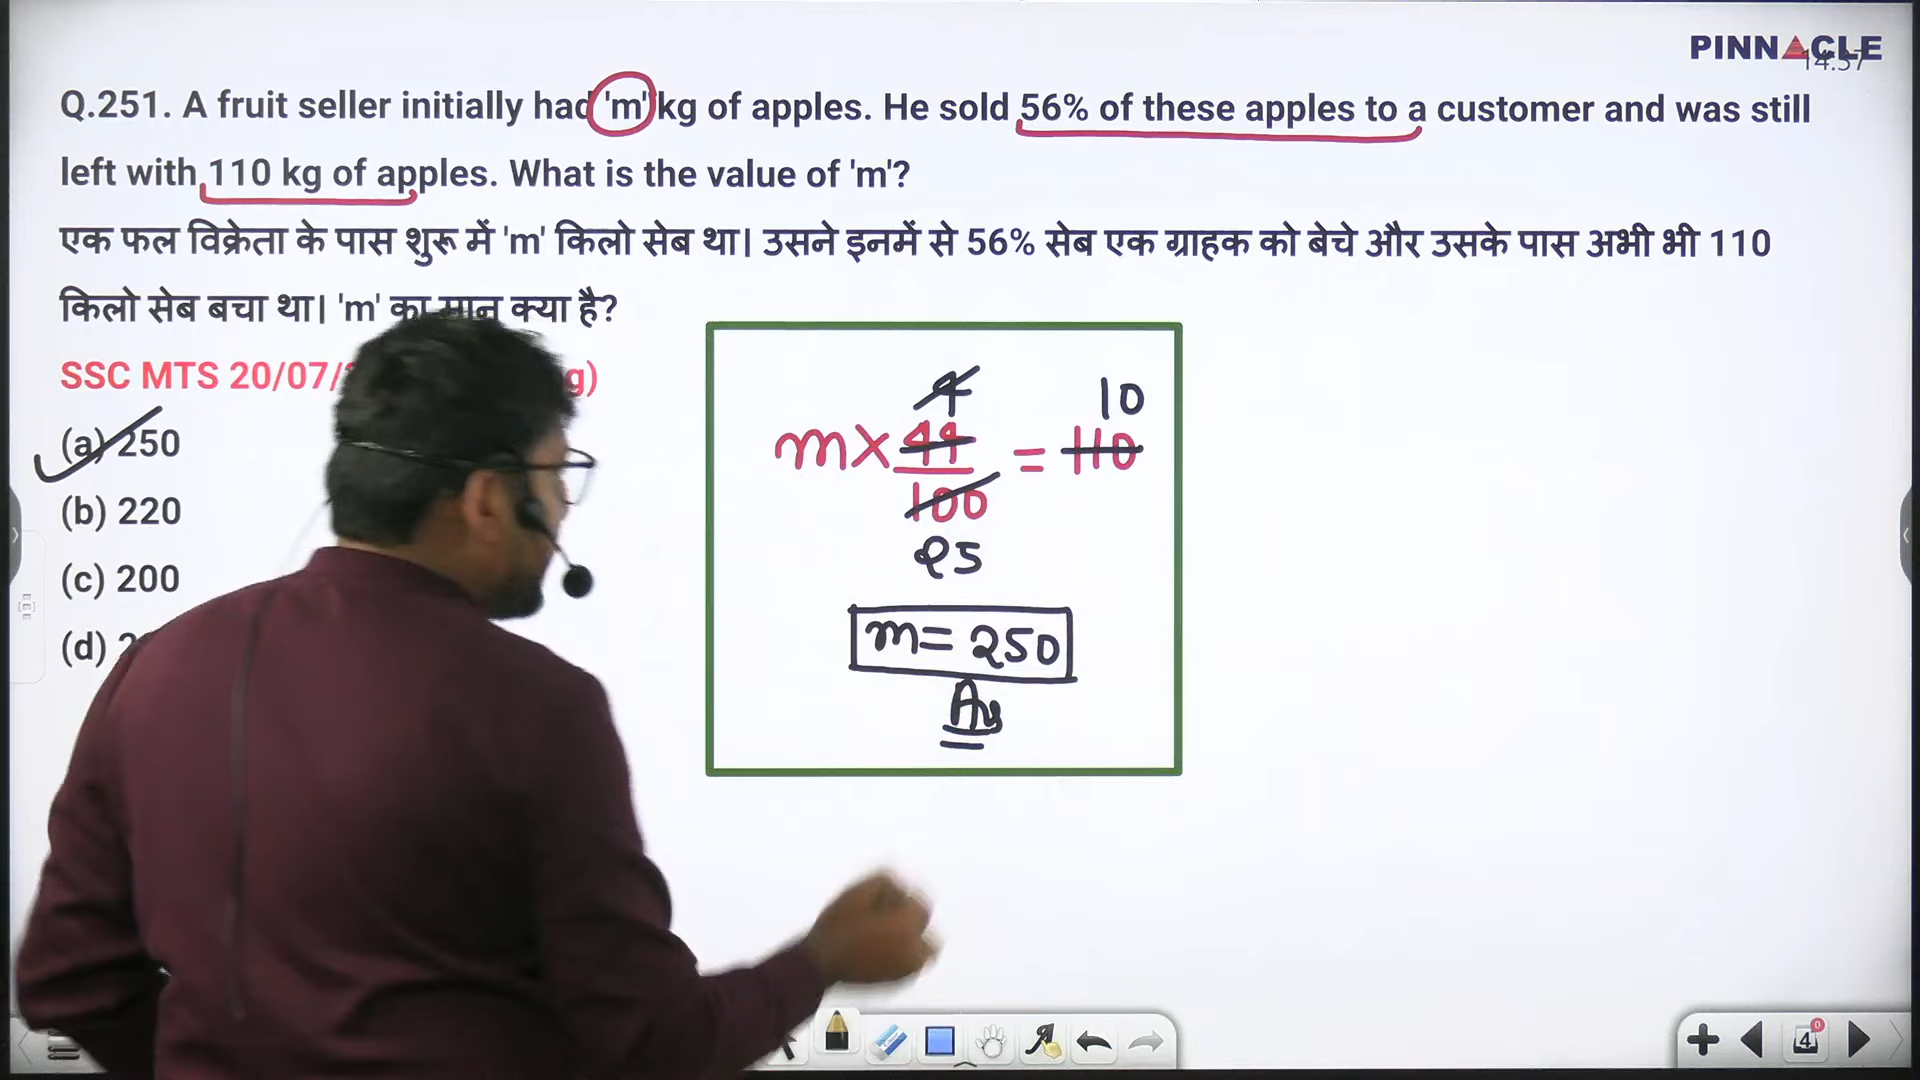 PINNACLE
14:37
Q.251. A fruit seller initially had 'm' kg of apples. He sold 56% of these apples to a customer and was still
left with 110 kg of apples. What is the value of 'm'?
एक फल विक्रेता के पास शुरू में 'm' किलो सेब था। उसने इनमें से 56% सेब एक ग्राहक को बेचे और उसके पास अभी भी 110
किलो सेब बचा था। 'm' का मान क्या है?
SSC MTS 20/07/
(a) 250
(b) 220
(c) 200
(d)
4 10
m × 44/100 = 110
25
m = 250
Ans
4
0